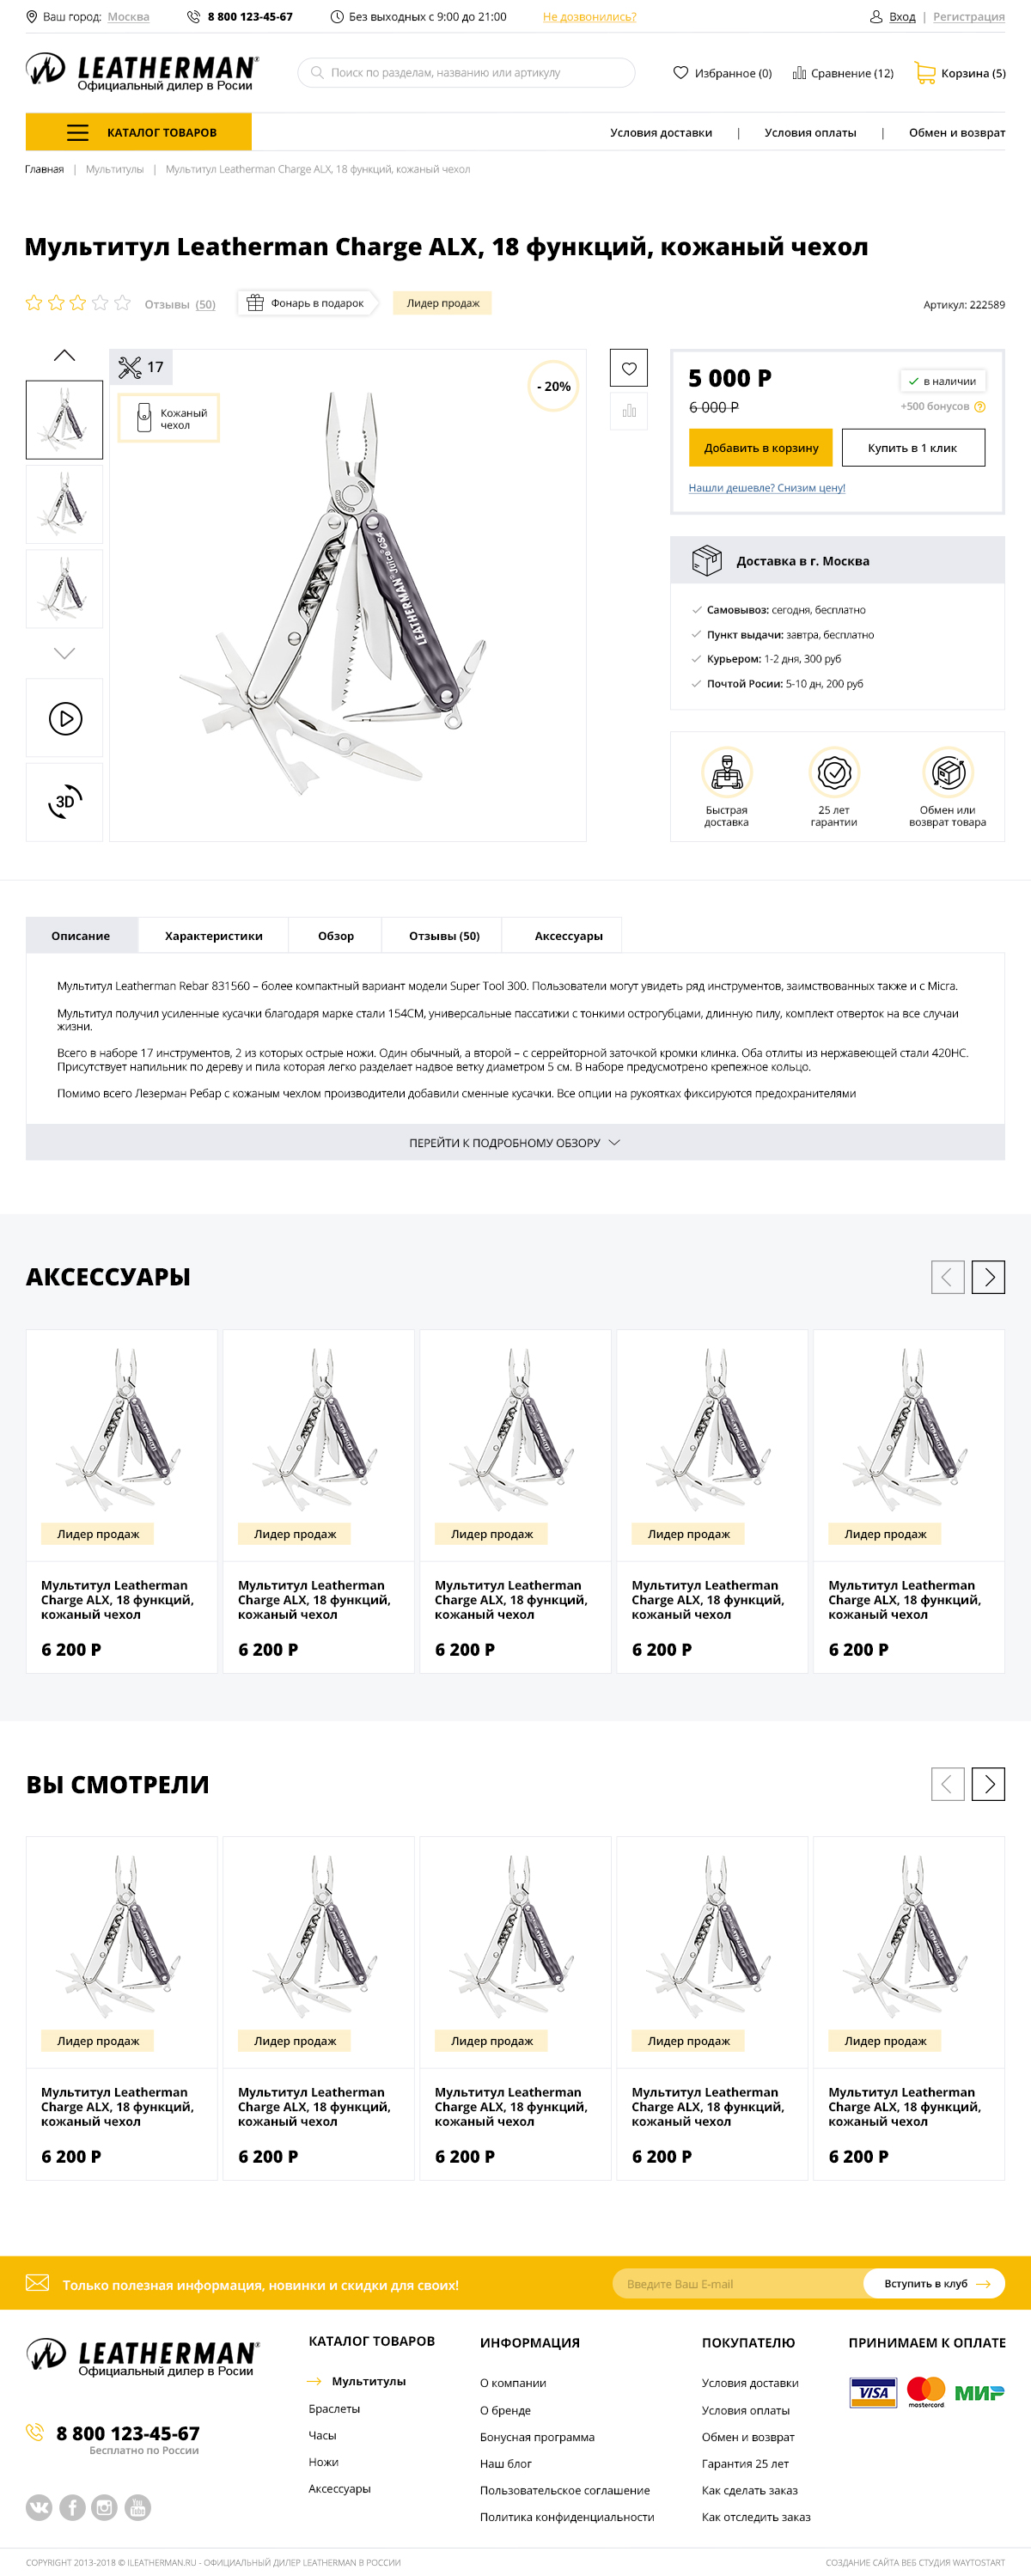 Ваш город: Москва
8 800 123-45-67
Без выходных с 9:00 до 21:00
Не дозвонились?
Вход | Регистрация
LEATHERMAN®
Официальный дилер в Росии
Поиск по разделам, названию или артикулу
Избранное (0)
Сравнение (12)
Корзина (5)
КАТАЛОГ ТОВАРОВ
Условия доставки | Условия оплаты | Обмен и возврат
Главная | Мультитулы | Мультитул Leatherman Charge ALX, 18 функций, кожаный чехол
Мультитул Leatherman Charge ALX, 18 функций, кожаный чехол
Отзывы (50)
Фонарь в подарок
Лидер продаж
Артикул: 222589
17
Кожаный
чехол
- 20%
LEATHERMAN® Juice CS4
3D
5 000 Р
6 000 Р
в наличии
+500 бонусов ?
Добавить в корзину
Купить в 1 клик
Нашли дешевле? Снизим цену!
Доставка в г. Москва
Самовывоз: сегодня, бесплатно
Пункт выдачи: завтра, бесплатно
Курьером: 1-2 дня, 300 руб
Почтой Росии: 5-10 дн, 200 руб
Быстрая
доставка
25 лет
гарантии
Обмен или
возврат товара
Описание
Характеристики
Обзор
Отзывы (50)
Аксессуары
Мультитул Leatherman Rebar 831560 – более компактный вариант модели Super Tool 300. Пользователи могут увидеть ряд инструментов, заимствованных также и с Micra.
Мультитул получил усиленные кусачки благодаря марке стали 154CM, универсальные пассатижи с тонкими острогубцами, длинную пилу, комплект отверток на все случаи
жизни.
Всего в наборе 17 инструментов, 2 из которых острые ножи. Один обычный, а второй – с серрейторной заточкой кромки клинка. Оба отлиты из нержавеющей стали 420HC.
Присутствует напильник по дереву и пила которая легко разделает надвое ветку диаметром 5 см. В наборе предусмотрено крепежное кольцо.
Помимо всего Лезерман Ребар с кожаным чехлом производители добавили сменные кусачки. Все опции на рукоятках фиксируются предохранителями
ПЕРЕЙТИ К ПОДРОБНОМУ ОБЗОРУ
АКСЕССУАРЫ
Лидер продаж
Мультитул Leatherman
Charge ALX, 18 функций,
кожаный чехол
6 200 Р
Лидер продаж
Мультитул Leatherman
Charge ALX, 18 функций,
кожаный чехол
6 200 Р
Лидер продаж
Мультитул Leatherman
Charge ALX, 18 функций,
кожаный чехол
6 200 Р
Лидер продаж
Мультитул Leatherman
Charge ALX, 18 функций,
кожаный чехол
6 200 Р
Лидер продаж
Мультитул Leatherman
Charge ALX, 18 функций,
кожаный чехол
6 200 Р
ВЫ СМОТРЕЛИ
Лидер продаж
Мультитул Leatherman
Charge ALX, 18 функций,
кожаный чехол
6 200 Р
Лидер продаж
Мультитул Leatherman
Charge ALX, 18 функций,
кожаный чехол
6 200 Р
Лидер продаж
Мультитул Leatherman
Charge ALX, 18 функций,
кожаный чехол
6 200 Р
Лидер продаж
Мультитул Leatherman
Charge ALX, 18 функций,
кожаный чехол
6 200 Р
Лидер продаж
Мультитул Leatherman
Charge ALX, 18 функций,
кожаный чехол
6 200 Р
Только полезная информация, новинки и скидки для своих!
Введите Ваш E-mail
Вступить в клуб
LEATHERMAN®
Официальный дилер в Росии
8 800 123-45-67
Бесплатно по России
You Tube
КАТАЛОГ ТОВАРОВ
Мультитулы
Браслеты
Часы
Ножи
Аксессуары
ИНФОРМАЦИЯ
О компании
О бренде
Бонусная программа
Наш блог
Пользовательское соглашение
Политика конфиденциальности
ПОКУПАТЕЛЮ
Условия доставки
Условия оплаты
Обмен и возврат
Гарантия 25 лет
Как сделать заказ
Как отследить заказ
ПРИНИМАЕМ К ОПЛАТЕ
VISA
mastercard
МИР
COPYRIGHT 2013-2018 © ILEATHERMAN.RU - ОФИЦИАЛЬНЫЙ ДИЛЕР LEATHERMAN В РОССИИ
СОЗДАНИЕ САЙТА ВЕБ СТУДИЯ WAYTOSTART